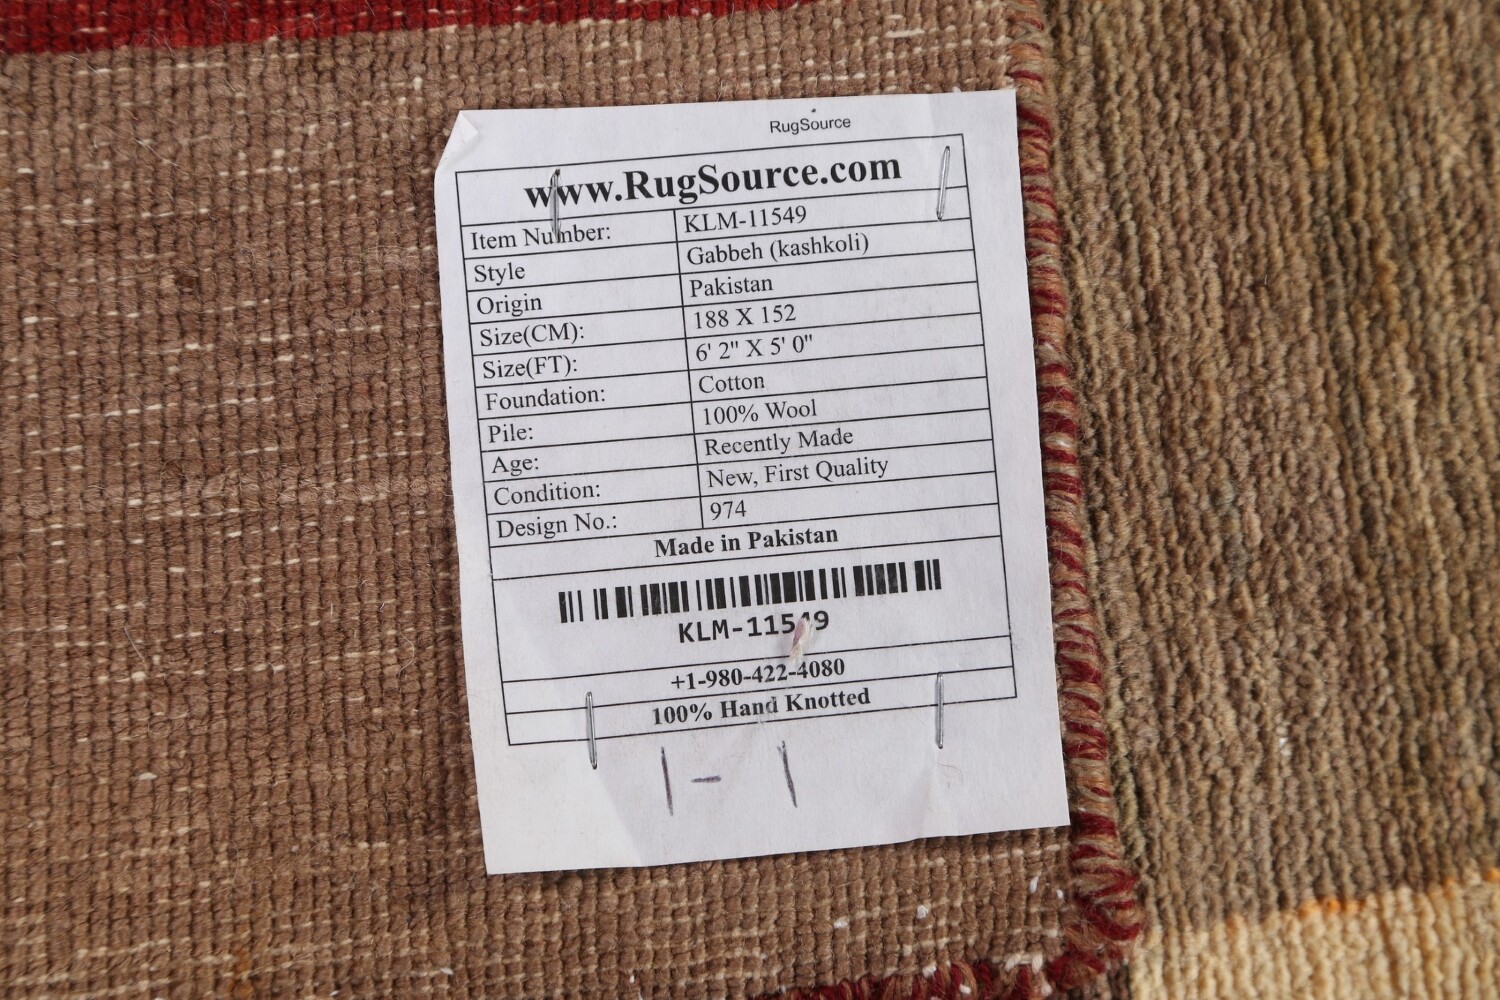 RugSource
www.RugSource.com
Item Number: KLM-11549
Style Gabbeh (kashkoli)
Origin Pakistan
Size(CM): 188 X 152
Size(FT): 6' 2" X 5' 0"
Foundation: Cotton
Pile: 100% Wool
Age: Recently Made
Condition: New, First Quality
Design No.: 974
Made in Pakistan
KLM-11549
+1-980-422-4080
100% Hand Knotted
1 - 1